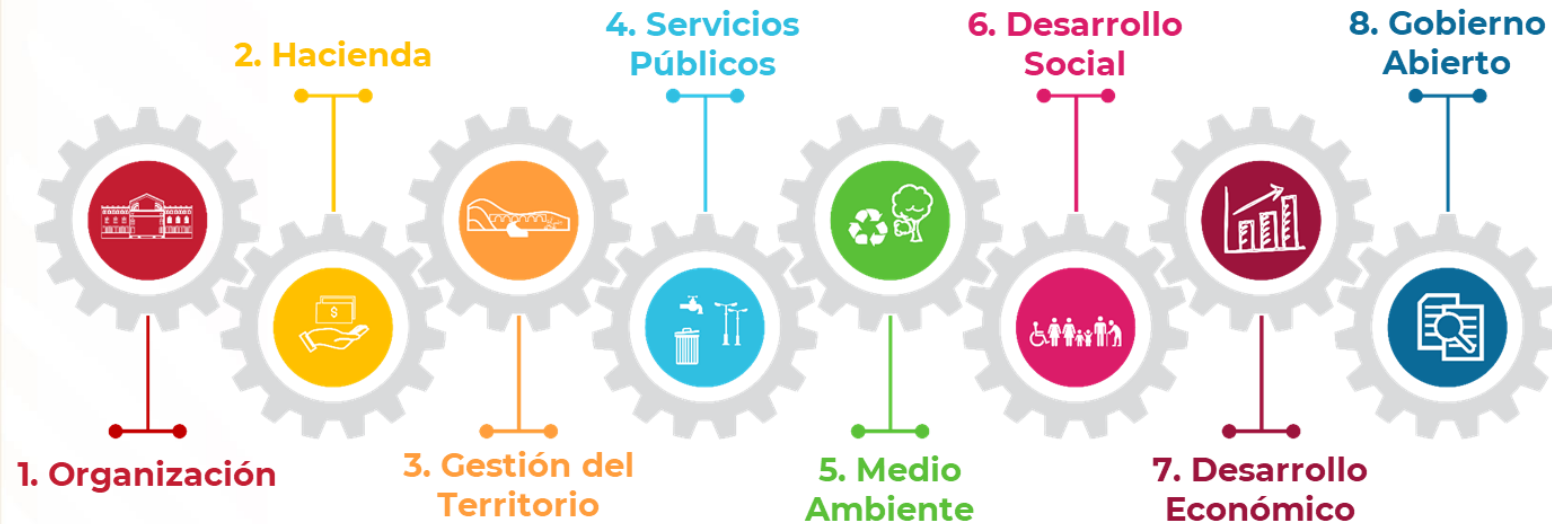 1. Organización
2. Hacienda
3. Gestión del
Territorio
4. Servicios
Públicos
5. Medio
Ambiente
6. Desarrollo
Social
7. Desarrollo
Económico
8. Gobierno
Abierto
$